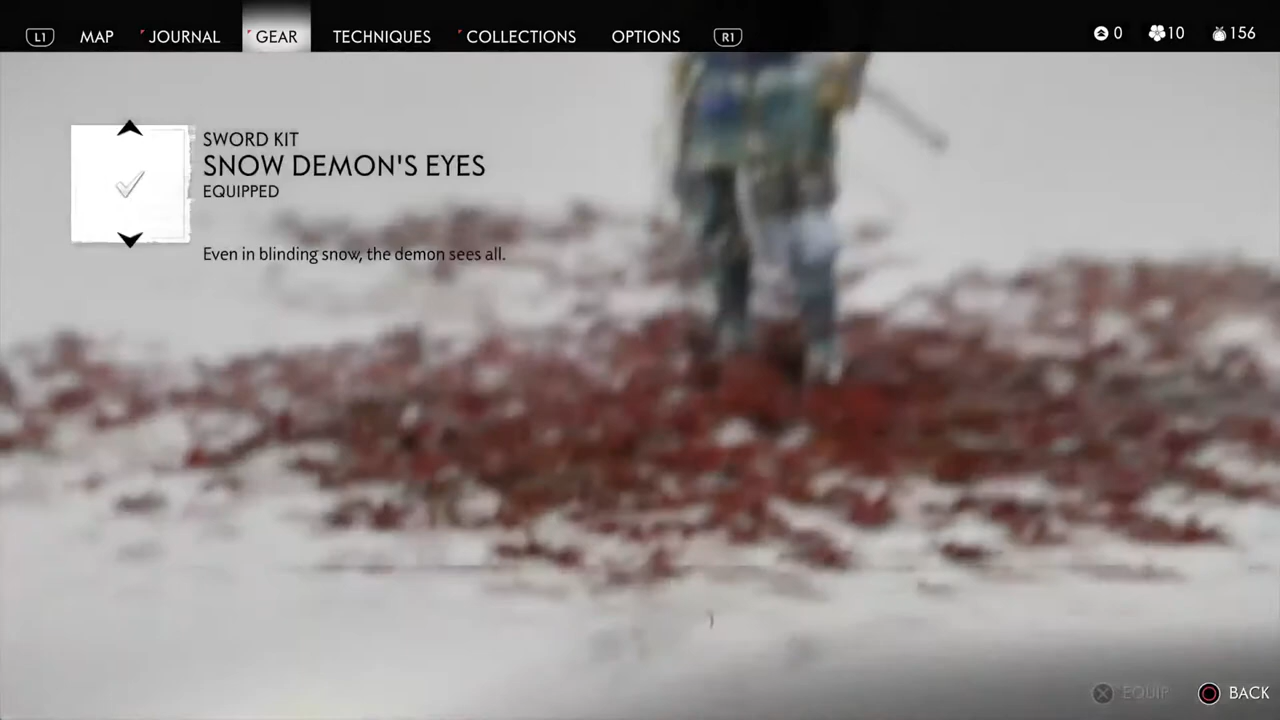 L1 MAP JOURNAL GEAR TECHNIQUES COLLECTIONS OPTIONS R1 0 10 156
SWORD KIT
SNOW DEMON'S EYES
EQUIPPED
Even in blinding snow, the demon sees all.
EQUIP BACK